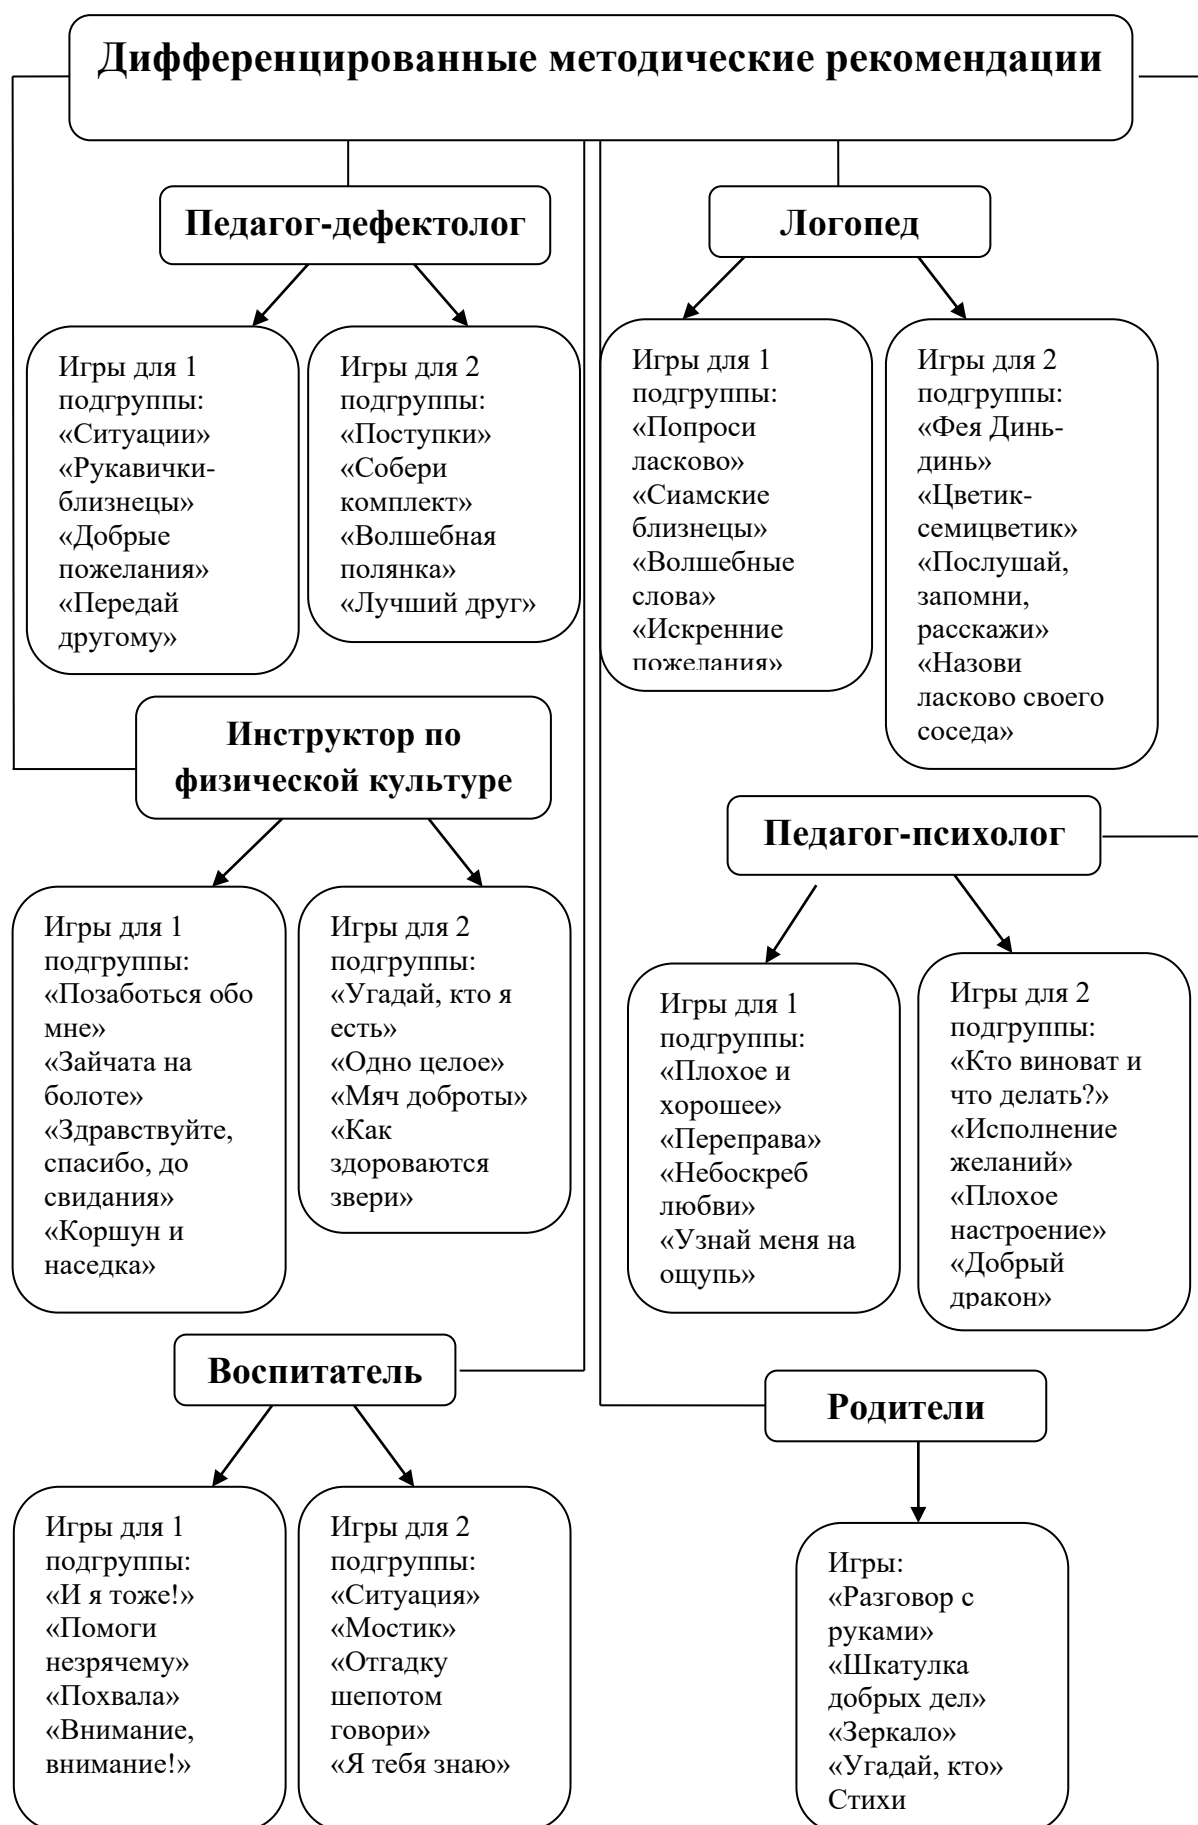 Дифференцированные методические рекомендации
Педагог-дефектолог
Игры для 1
подгруппы:
«Ситуации»
«Рукавички-
близнецы»
«Добрые
пожелания»
«Передай
другому»
Игры для 2
подгруппы:
«Поступки»
«Собери
комплект»
«Волшебная
полянка»
«Лучший друг»
Логопед
Игры для 1
подгруппы:
«Попроси
ласково»
«Сиамские
близнецы»
«Волшебные
слова»
«Искренние
пожелания»
Игры для 2
подгруппы:
«Фея Динь-
динь»
«Цветик-
семицветик»
«Послушай,
запомни,
расскажи»
«Назови
ласково своего
соседа»
Инструктор по
физической культуре
Игры для 1
подгруппы:
«Позаботься обо
мне»
«Зайчата на
болоте»
«Здравствуйте,
спасибо, до
свидания»
«Коршун и
наседка»
Игры для 2
подгруппы:
«Угадай, кто я
есть»
«Одно целое»
«Мяч доброты»
«Как
здороваются
звери»
Педагог-психолог
Игры для 1
подгруппы:
«Плохое и
хорошее»
«Переправа»
«Небоскреб
любви»
«Узнай меня на
ощупь»
Игры для 2
подгруппы:
«Кто виноват и
что делать?»
«Исполнение
желаний»
«Плохое
настроение»
«Добрый
дракон»
Воспитатель
Игры для 1
подгруппы:
«И я тоже!»
«Помоги
незрячему»
«Похвала»
«Внимание,
внимание!»
Игры для 2
подгруппы:
«Ситуация»
«Мостик»
«Отгадку
шепотом
говори»
«Я тебя знаю»
Родители
Игры:
«Разговор с
руками»
«Шкатулка
добрых дел»
«Зеркало»
«Угадай, кто»
Стихи